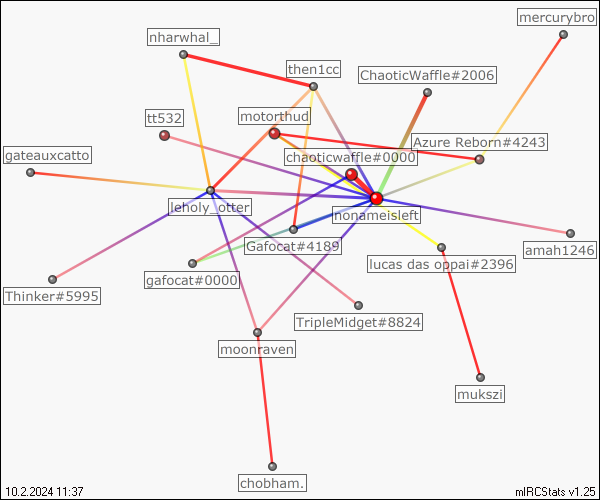 mercurybro
nharwhal_
then1cc
ChaoticWaffle#2006
tt532
motorthud
Azure Reborn#4243
gateauxcatto
chaoticwaffle#0000
leholy_otter
nonameisleft
Gafocat#4189
amah1246
lucas das oppai#2396
gafocat#0000
Thinker#5995
TripleMidget#8824
moonraven
mukszi
chobham.
10.2.2024 11:37
mIRCStats v1.25